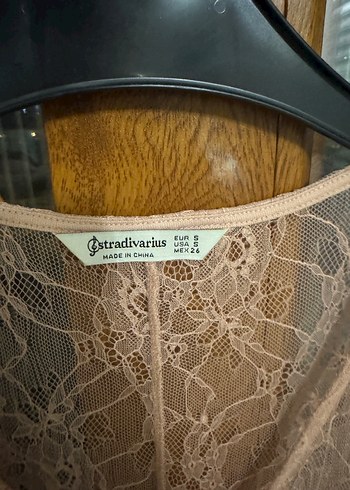 stradivarius
EUR S
USA S
MEX 26
MADE IN CHINA